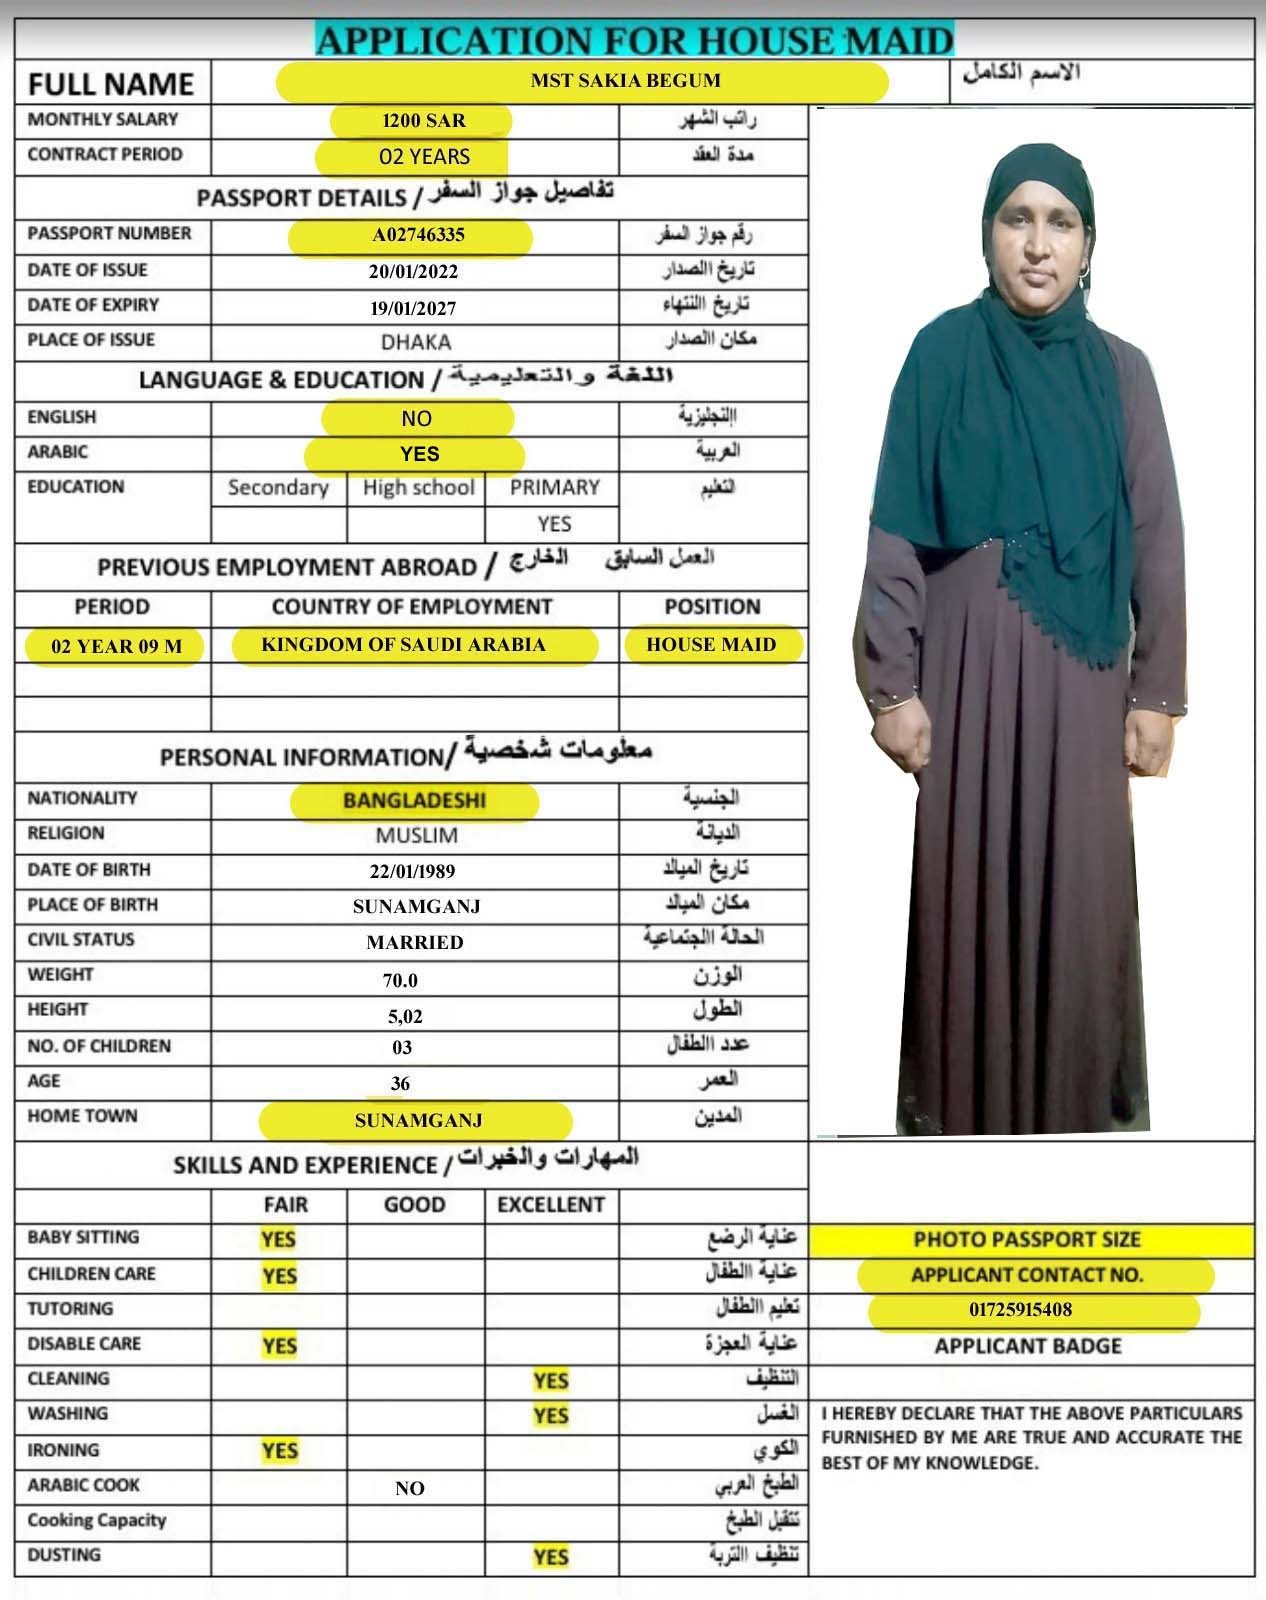 APPLICATION FOR HOUSE MAID
FULL NAME MST SAKIA BEGUM الاسم الكامل
MONTHLY SALARY 1200 SAR راتب الشهر
CONTRACT PERIOD 02 YEARS مدة العقد
PASSPORT DETAILS / تفاصيل جواز السفر
PASSPORT NUMBER A02746335 رقم جواز السفر
DATE OF ISSUE 20/01/2022 تاريخ االصدار
DATE OF EXPIRY 19/01/2027 تاريخ االنتهاء
PLACE OF ISSUE DHAKA مكان االصدار
LANGUAGE & EDUCATION / اللغة والتعليمية
ENGLISH NO اإلنجليزية
ARABIC YES العربية
EDUCATION Secondary High school PRIMARY التعليم
YES
PREVIOUS EMPLOYMENT ABROAD / العمل السابق الخارج
PERIOD COUNTRY OF EMPLOYMENT POSITION
02 YEAR 09 M KINGDOM OF SAUDI ARABIA HOUSE MAID
PERSONAL INFORMATION/ معلومات شخصية
NATIONALITY BANGLADESHI الجنسية
RELIGION MUSLIM الديانة
DATE OF BIRTH 22/01/1989 تاريخ الميالد
PLACE OF BIRTH SUNAMGANJ مكان الميالد
CIVIL STATUS MARRIED الحالة االجتماعية
WEIGHT 70.0 الوزن
HEIGHT 5,02 الطول
NO. OF CHILDREN 03 عدد االطفال
AGE 36 العمر
HOME TOWN SUNAMGANJ المدين
SKILLS AND EXPERIENCE / المهارات والخبرات
FAIR GOOD EXCELLENT
BABY SITTING YES عناية الرضع
CHILDREN CARE YES عناية االطفال
TUTORING تعليم االطفال
DISABLE CARE YES عناية العجزة
CLEANING YES التنظيف
WASHING YES الغسل
IRONING YES الكوي
ARABIC COOK NO الطبخ العربي
Cooking Capacity تتقبل الطبخ
DUSTING YES تنظيف االتربة
PHOTO PASSPORT SIZE
APPLICANT CONTACT NO.
01725915408
APPLICANT BADGE
I HEREBY DECLARE THAT THE ABOVE PARTICULARS
FURNISHED BY ME ARE TRUE AND ACCURATE THE
BEST OF MY KNOWLEDGE.